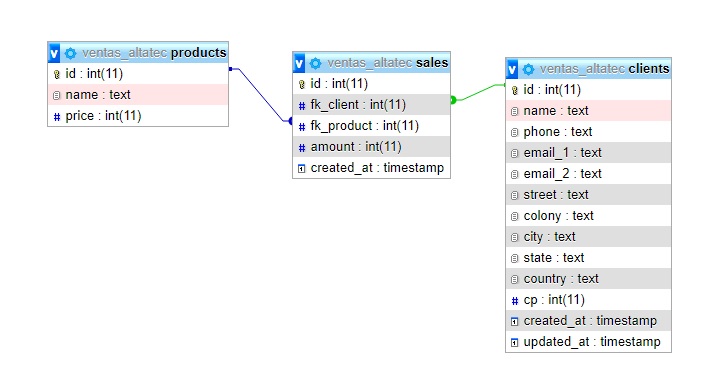 v ventas_altatec products
id : int(11)
name : text
price : int(11)
v ventas_altatec sales
id : int(11)
fk_client : int(11)
fk_product : int(11)
amount : int(11)
created_at : timestamp
v ventas_altatec clients
id : int(11)
name : text
phone : text
email_1 : text
email_2 : text
street : text
colony : text
city : text
state : text
country : text
cp : int(11)
created_at : timestamp
updated_at : timestamp